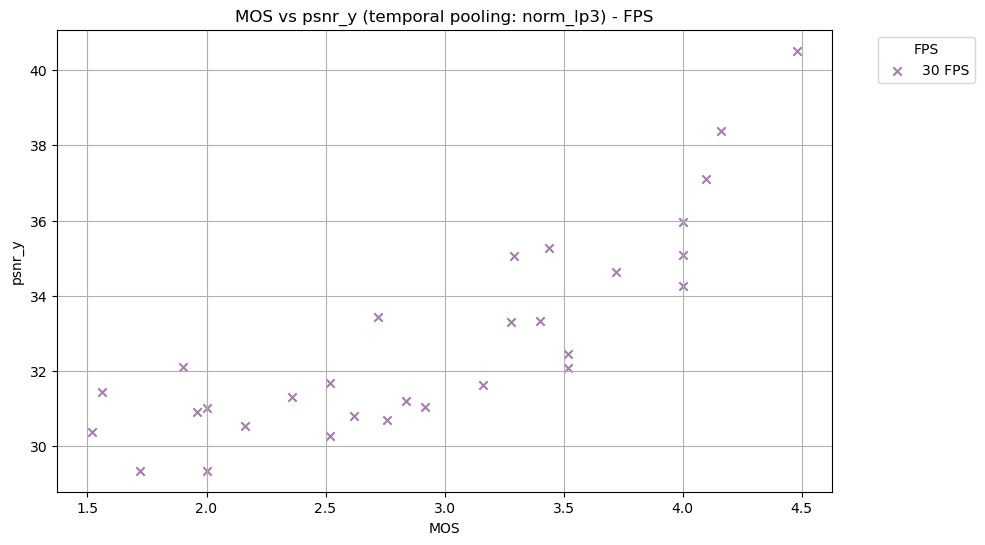 MOS vs psnr_y (temporal pooling: norm_lp3) - FPS
FPS
30 FPS
psnr_y
40
38
36
34
32
30
1.5 2.0 2.5 3.0 3.5 4.0 4.5
MOS